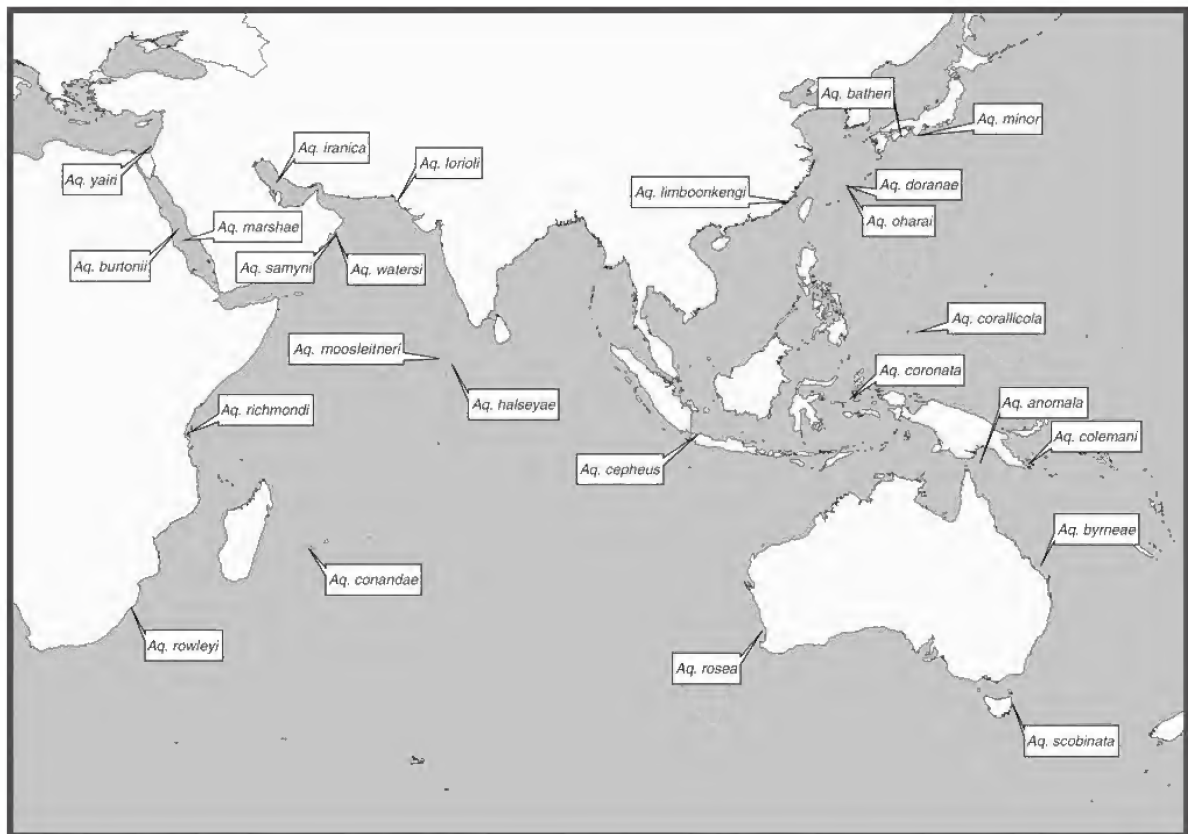 Aq. batheri
Aq. minor
Aq. iranica
Aq. lorioli
Aq. yairi
Aq. limboonkengi
Aq. doranae
Aq. oharai
Aq. marshae
Aq. burtonii
Aq. samyni
Aq. watersi
Aq. corallicola
Aq. moosleitneri
Aq. coronata
Aq. halseyae
Aq. anomala
Aq. richmondi
Aq. colemani
Aq. cepheus
Aq. byrneae
Aq. conandae
Aq. rowleyi
Aq. rosea
Aq. scobinata